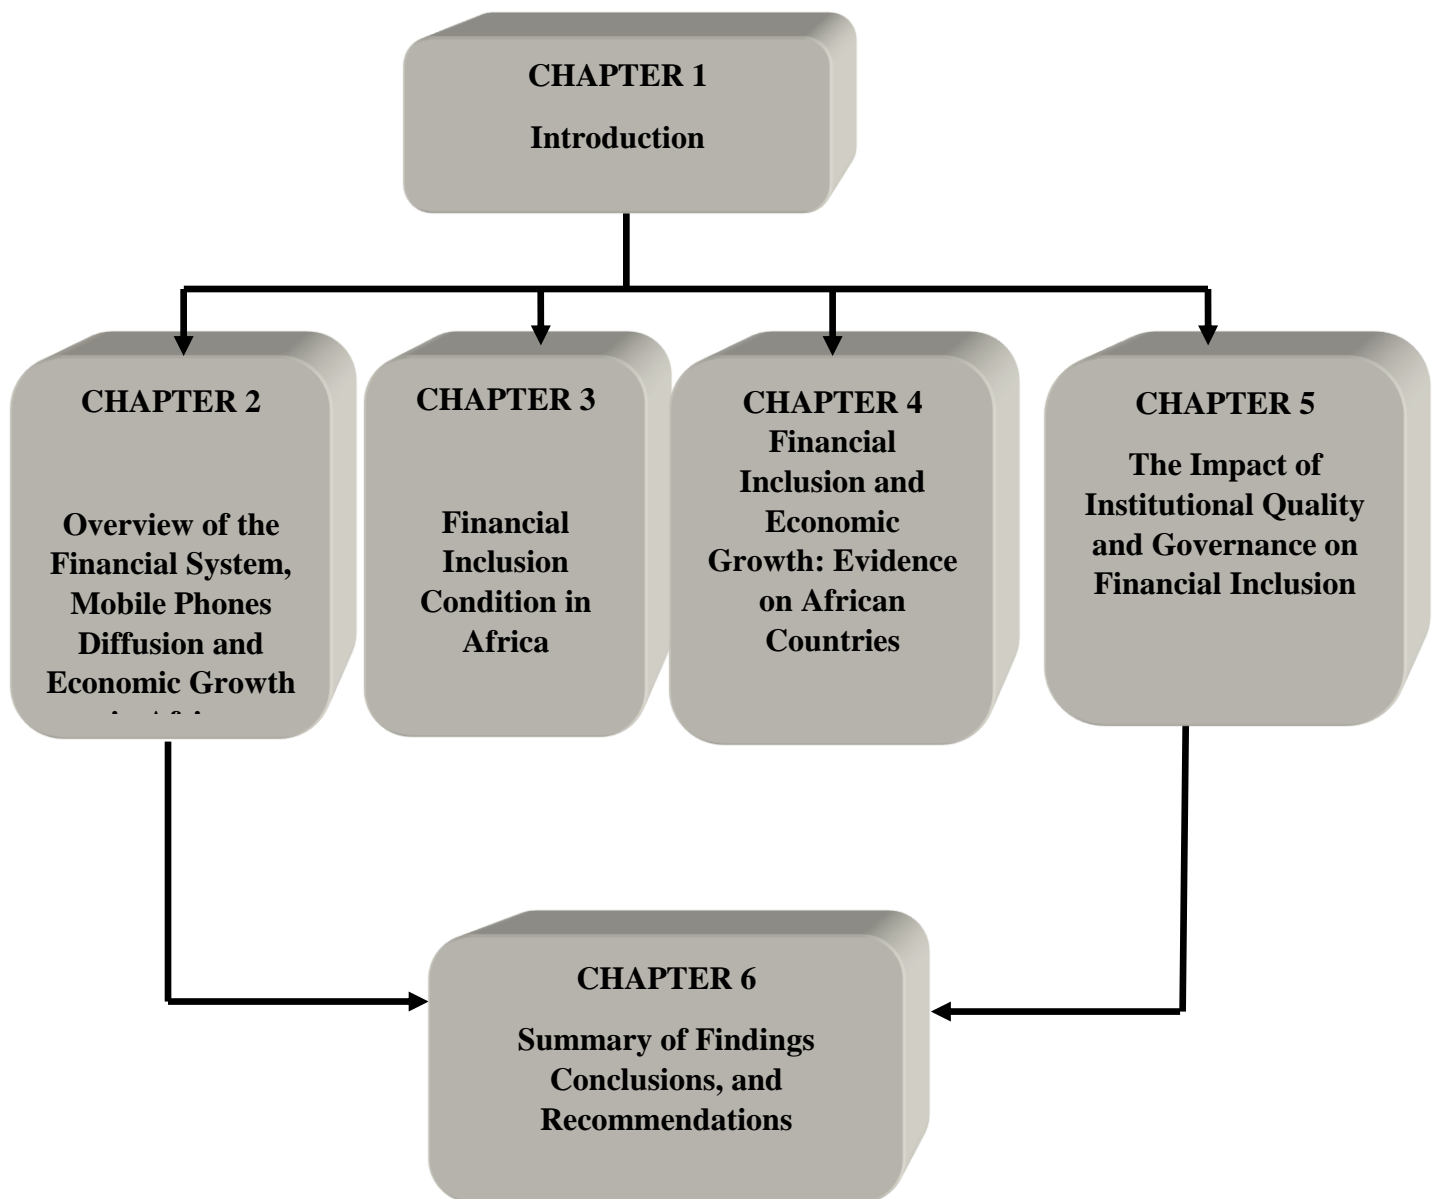 CHAPTER 1
Introduction
CHAPTER 2
Overview of the
Financial System,
Mobile Phones
Diffusion and
Economic Growth
CHAPTER 3
Financial
Inclusion
Condition in
Africa
CHAPTER 4
Financial
Inclusion and
Economic
Growth: Evidence
on African
Countries
CHAPTER 5
The Impact of
Institutional Quality
and Governance on
Financial Inclusion
CHAPTER 6
Summary of Findings
Conclusions, and
Recommendations